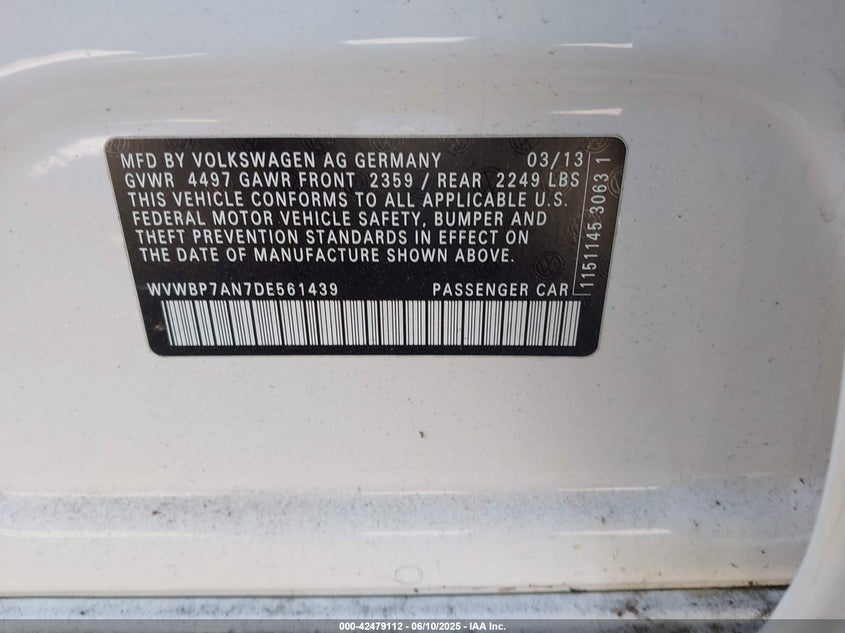 MFD BY VOLKSWAGEN AG GERMANY 03/13
GVWR 4497 GAWR FRONT 2359 / REAR 2249 LBS
THIS VEHICLE CONFORMS TO ALL APPLICABLE U.S.
FEDERAL MOTOR VEHICLE SAFETY, BUMPER AND
THEFT PREVENTION STANDARDS IN EFFECT ON
THE DATE OF MANUFACTURE SHOWN ABOVE.
WVWBP7AN7DE561439 PASSENGER CAR
1151145 3063 1
000-42479112 - 06/10/2025 - IAA Inc.